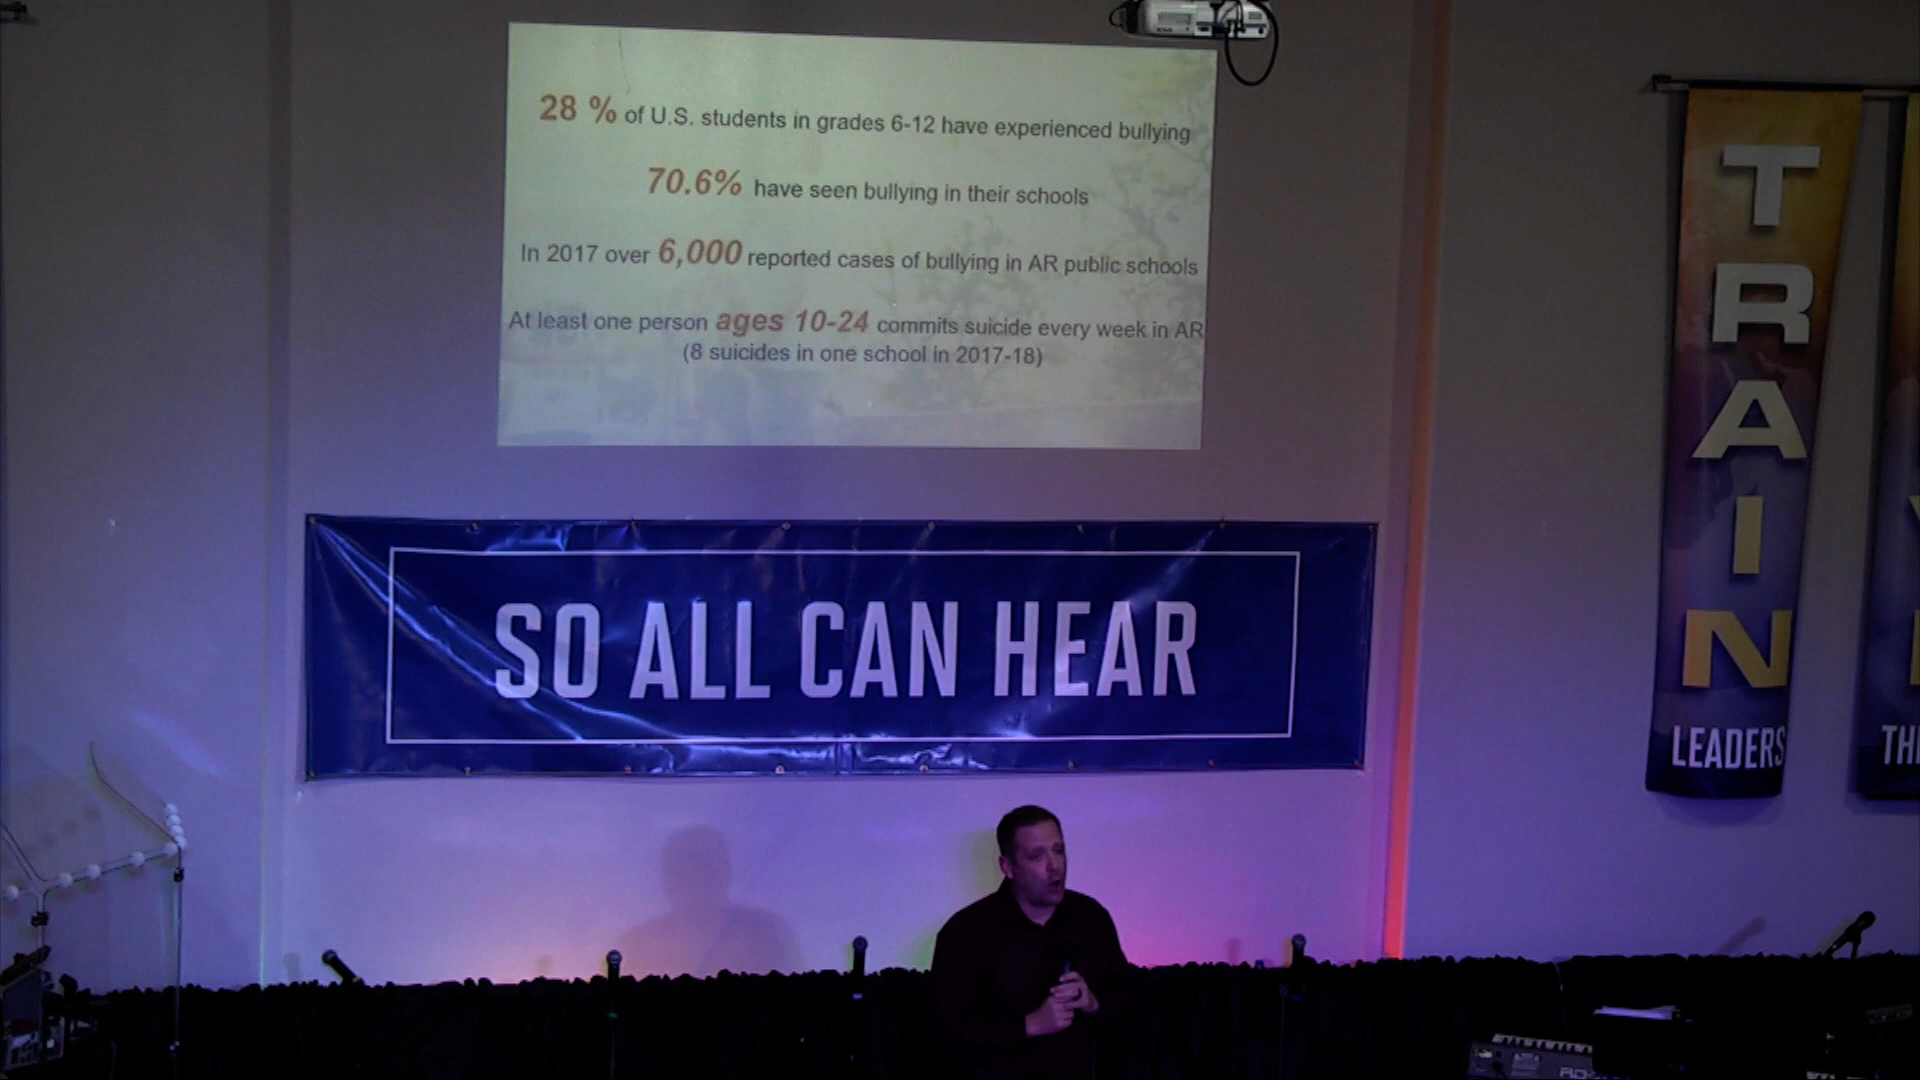 28 % of U.S. students in grades 6-12 have experienced bullying
70.6% have seen bullying in their schools
In 2017 over 6,000 reported cases of bullying in AR public schools
At least one person ages 10-24 commits suicide every week in AR
(8 suicides in one school in 2017-18)
SO ALL CAN HEAR
TRAIN
LEADERS